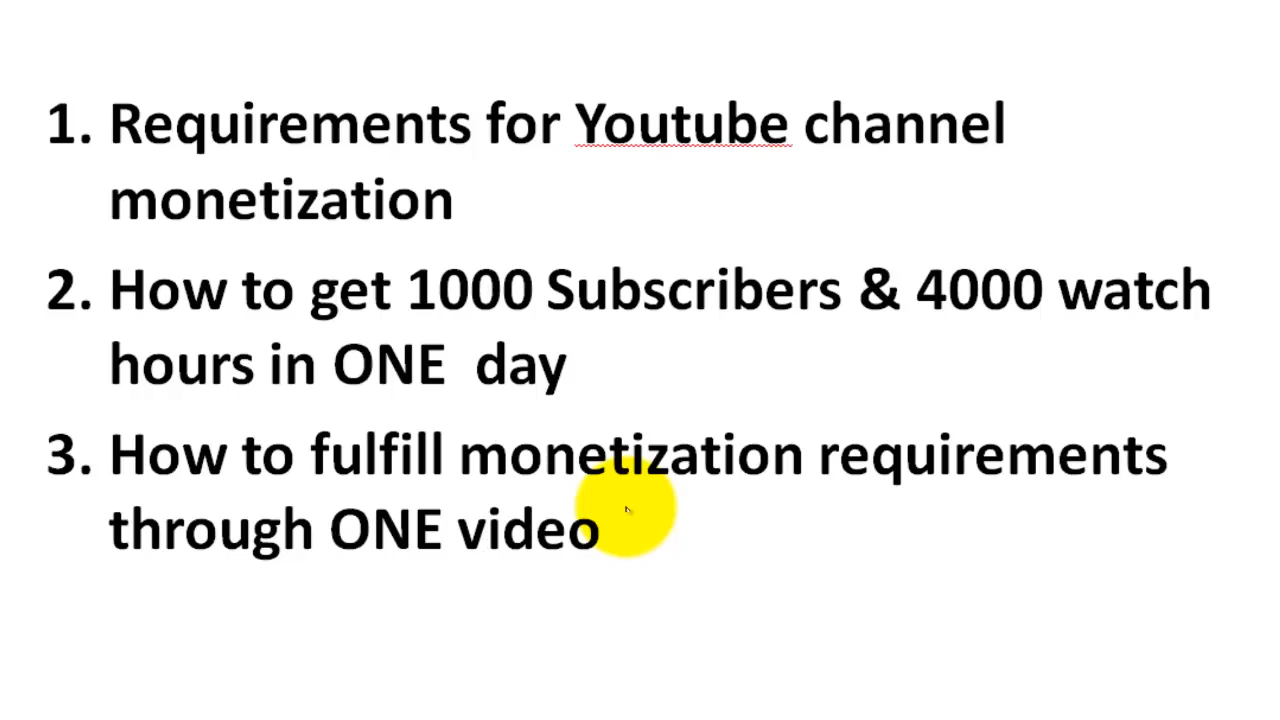 1. Requirements for Youtube channel
monetization
2. How to get 1000 Subscribers & 4000 watch
hours in ONE  day
3. How to fulfill monetization requirements
through ONE video